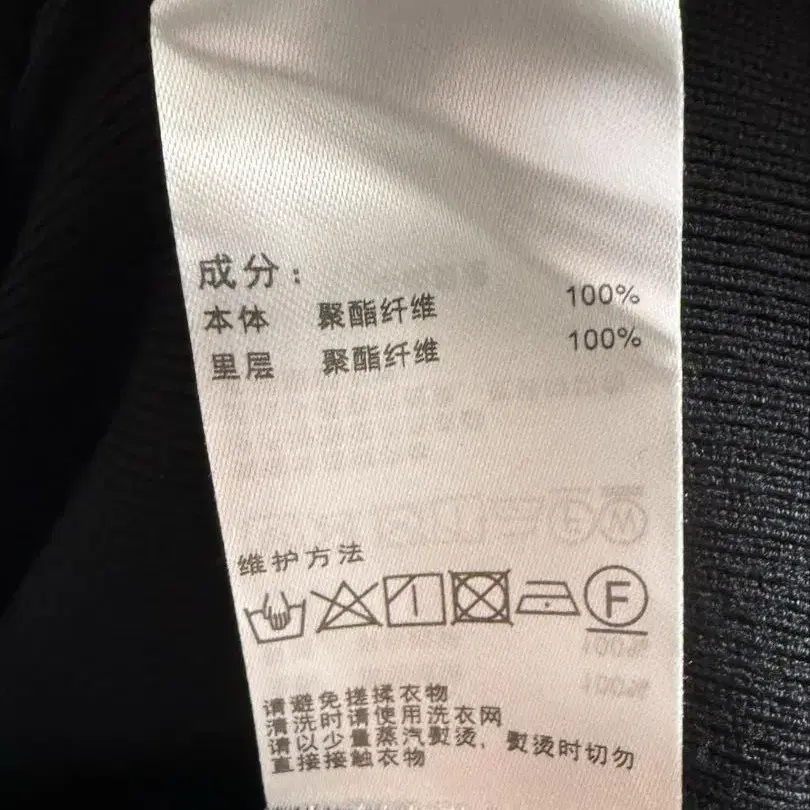 成分：
本体 聚酯纤维 100%
里层 聚酯纤维 100%
维护方法
F
请避免搓揉衣物
清洗时请使用洗衣网
请以少量蒸汽熨烫，熨烫时切勿
直接接触衣物